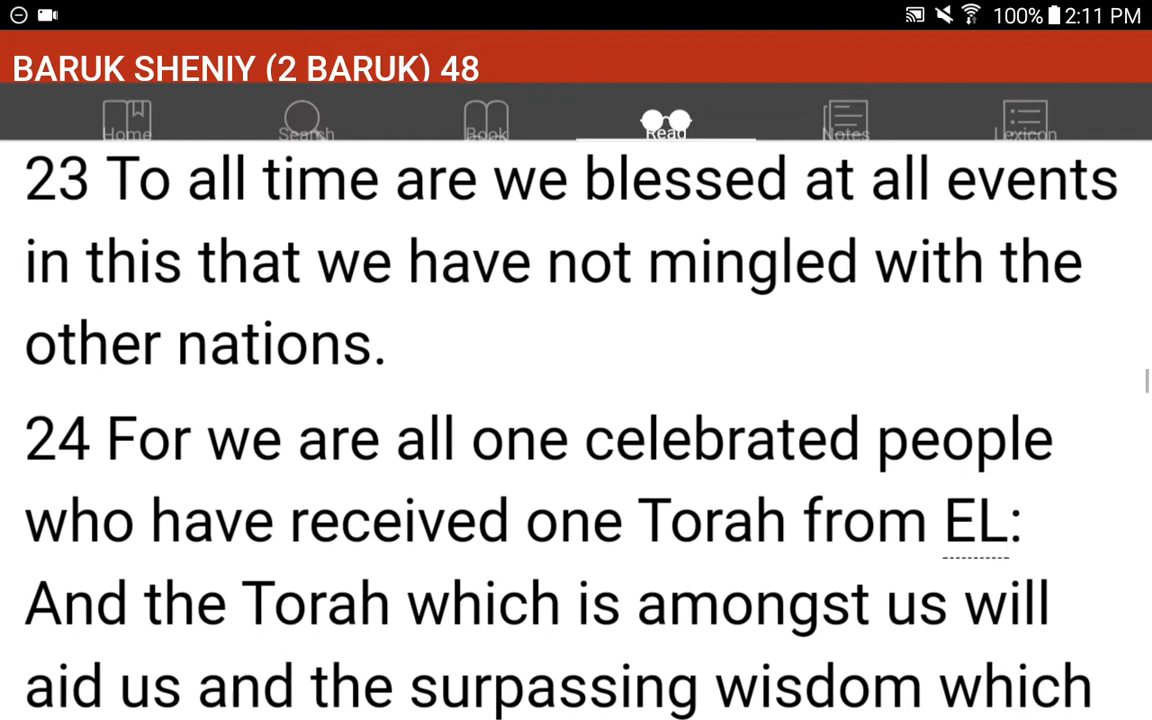 100% 2:11 PM
BARUK SHENIY (2 BARUK) 48
Home Search Book Read Notes Lexicon
23 To all time are we blessed at all events
in this that we have not mingled with the
other nations.
24 For we are all one celebrated people
who have received one Torah from EL:
And the Torah which is amongst us will
aid us and the surpassing wisdom which